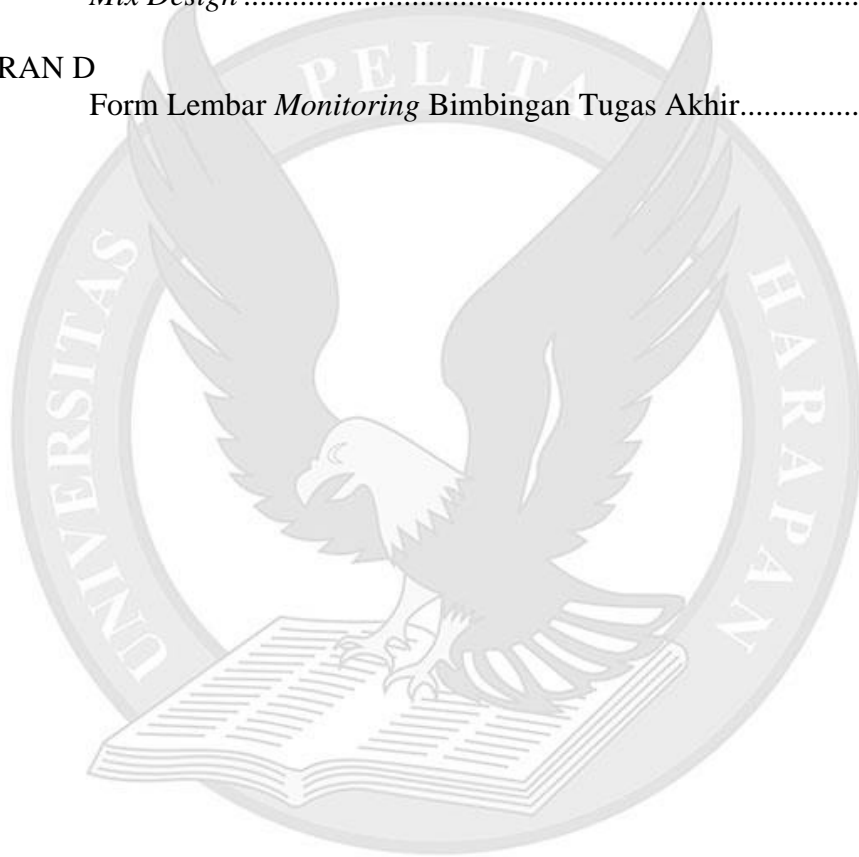 Mix Design ......................................................................................
RAN D
Form Lembar Monitoring Bimbingan Tugas Akhir...............
UNIVERSITAS PELITA HARAPAN